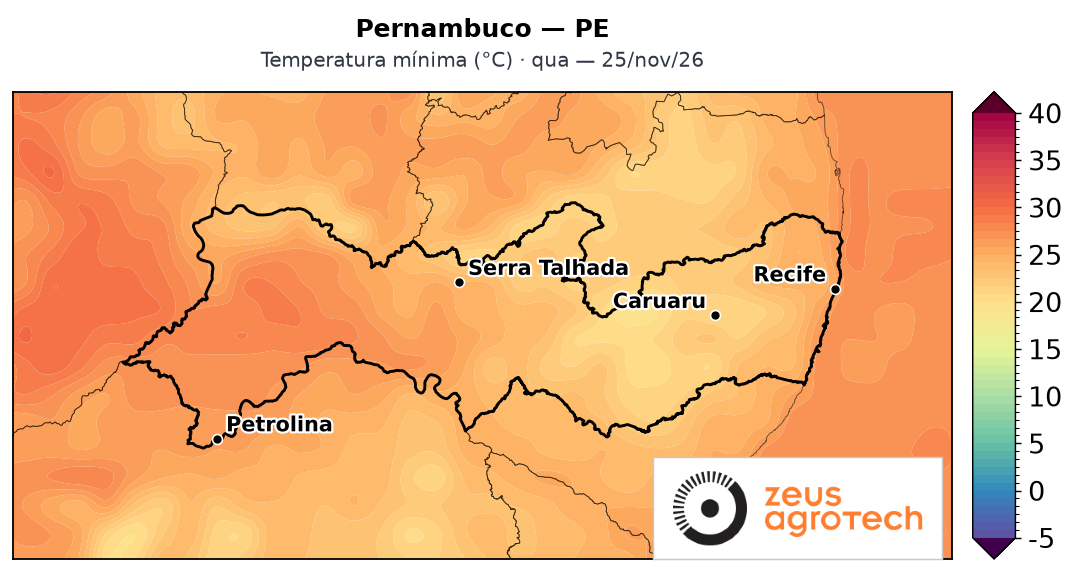 Pernambuco — PE
Temperatura mínima (°C) · qua — 25/nov/26
40
35
30
25
20
15
10
5
0
-5
Serra Talhada
Recife
Caruaru
Petrolina
zeus
agrotech